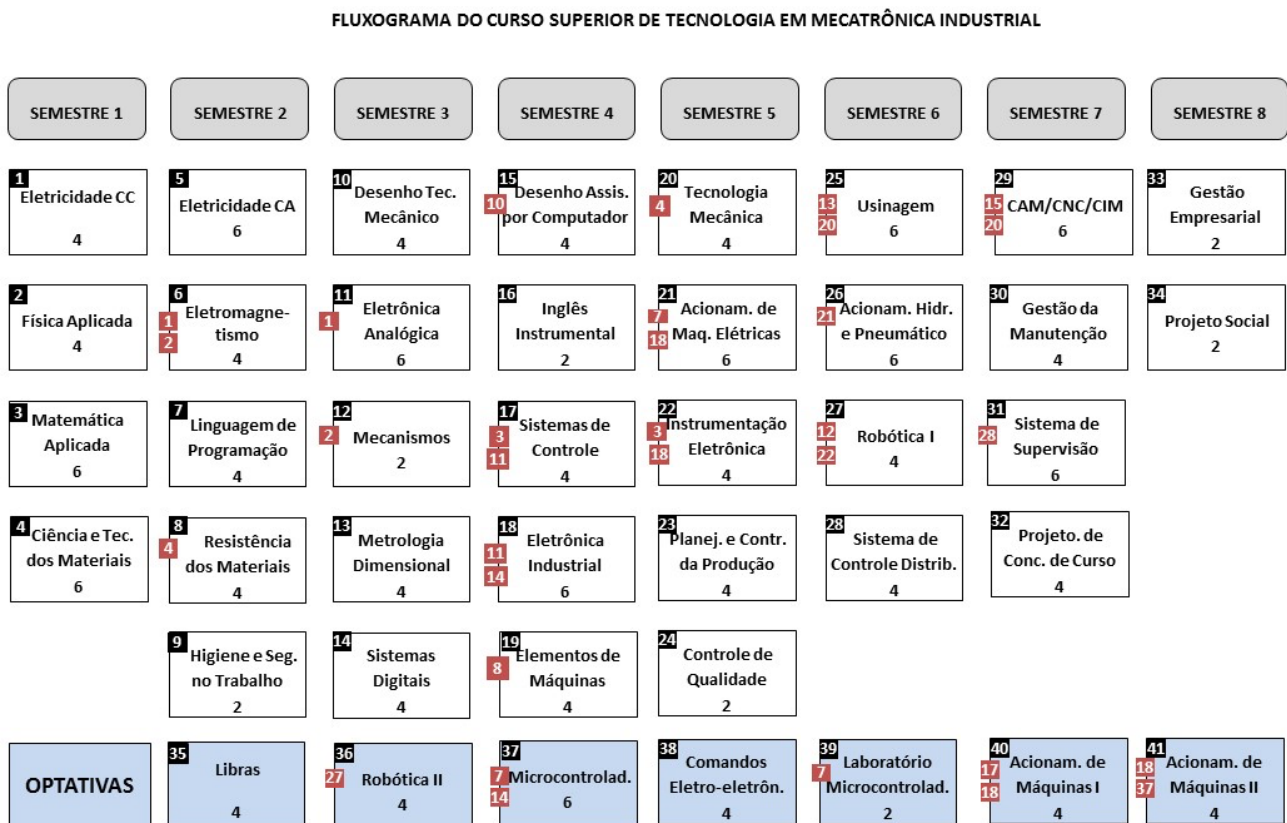 FLUXOGRAMA DO CURSO SUPERIOR DE TECNOLOGIA EM MECATRÔNICA INDUSTRIAL
SEMESTRE 1
SEMESTRE 2
SEMESTRE 3
SEMESTRE 4
SEMESTRE 5
SEMESTRE 6
SEMESTRE 7
SEMESTRE 8
1
Eletricidade CC
4
5
Eletricidade CA
6
10
Desenho Tec.
Mecânico
4
15
10
Desenho Assis.
por Computador
4
20
4
Tecnologia
Mecânica
4
25
13
20
Usinagem
6
29
15
20
CAM/CNC/CIM
6
33
Gestão
Empresarial
2
2
Física Aplicada
4
6
1
2
Eletromagne-
tismo
4
11
1
Eletrônica
Analógica
6
16
Inglês
Instrumental
2
21
7
18
Acionam. de
Maq. Elétricas
6
26
21
Acionam. Hidr.
e Pneumático
6
30
Gestão da
Manutenção
4
34
Projeto Social
2
3
Matemática
Aplicada
6
7
Linguagem de
Programação
4
12
2
Mecanismos
2
17
3
11
Sistemas de
Controle
4
22
3
18
Instrumentação
Eletrônica
4
27
12
22
Robótica I
4
31
28
Sistema de
Supervisão
6
4
Ciência e Tec.
dos Materiais
6
8
4
Resistência
dos Materiais
4
13
Metrologia
Dimensional
4
18
11
14
Eletrônica
Industrial
6
23
Planej. e Contr.
da Produção
4
28
Sistema de
Controle Distrib.
4
32
Projeto. de
Conc. de Curso
4
9
Higiene e Seg.
no Trabalho
2
14
Sistemas
Digitais
4
19
8
Elementos de
Máquinas
4
24
Controle de
Qualidade
2
OPTATIVAS
35
Libras
4
36
27
Robótica II
4
37
7
14
Microcontrolad.
6
38
Comandos
Eletro-eletrôn.
4
39
7
Laboratório
Microcontrolad.
2
40
17
18
Acionam. de
Máquinas I
4
41
18
37
Acionam. de
Máquinas II
4